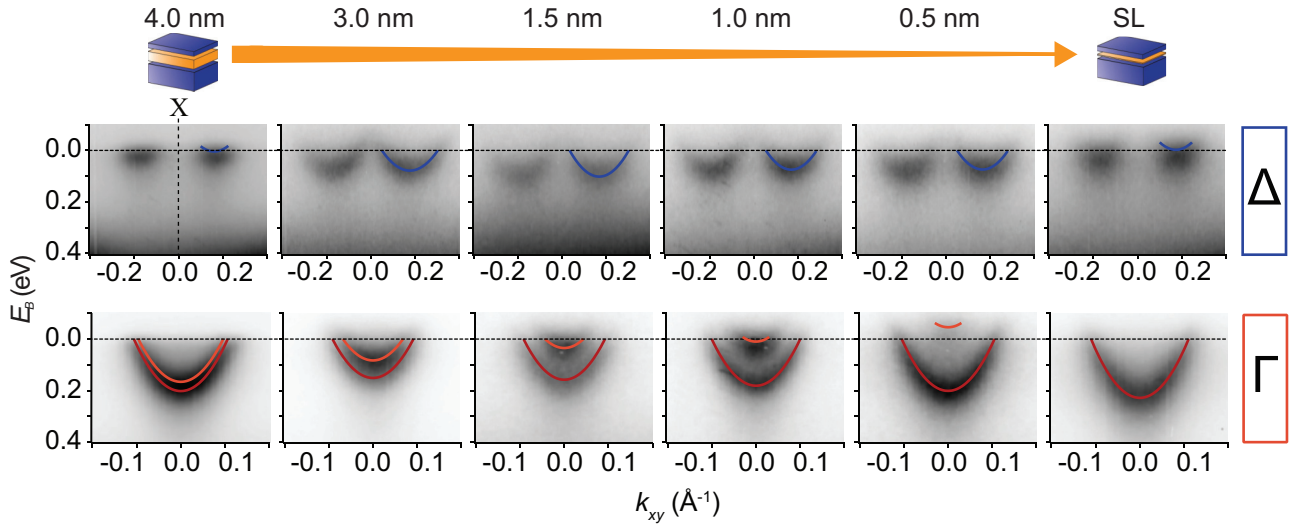 4.0 nm 3.0 nm 1.5 nm 1.0 nm 0.5 nm SL
X
0.0
0.2
0.4
Δ
-0.2 0.0 0.2 -0.2 0.0 0.2 -0.2 0.0 0.2 -0.2 0.0 0.2 -0.2 0.0 0.2 -0.2 0.0 0.2
E_B (eV)
0.0
0.2
0.4
Γ
-0.1 0.0 0.1 -0.1 0.0 0.1 -0.1 0.0 0.1 -0.1 0.0 0.1 -0.1 0.0 0.1 -0.1 0.0 0.1
k_xy (Å⁻¹)